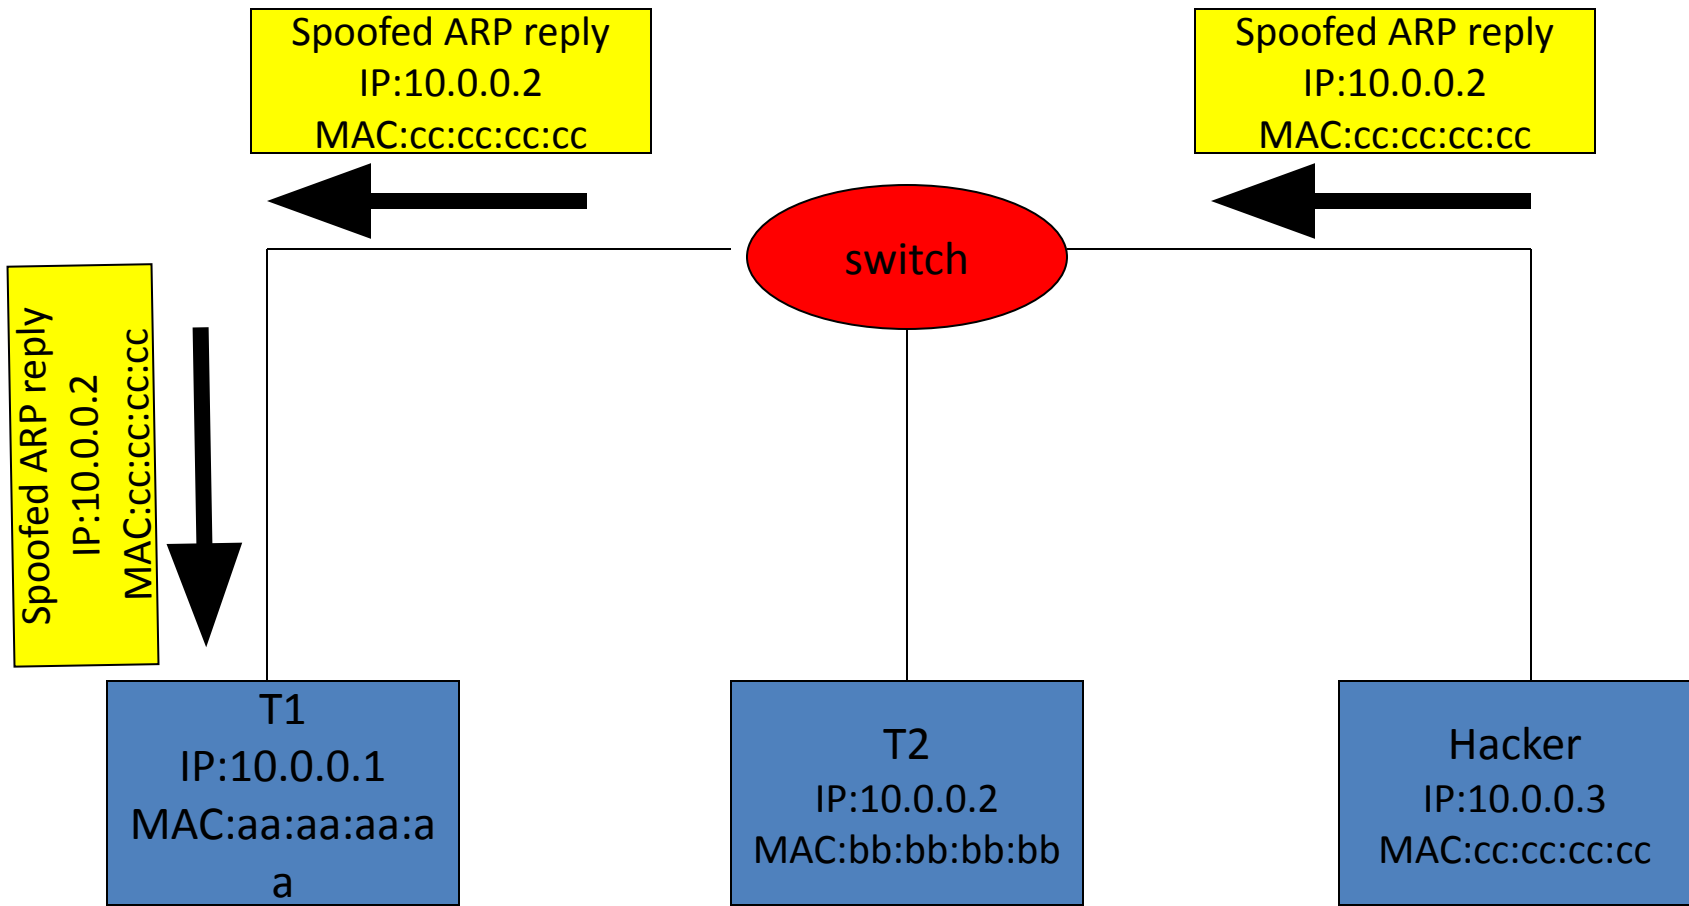 Spoofed ARP reply
IP:10.0.0.2
MAC:cc:cc:cc:cc
Spoofed ARP reply
IP:10.0.0.2
MAC:cc:cc:cc:cc
switch
Spoofed ARP reply
IP:10.0.0.2
MAC:cc:cc:cc:cc:cc
T1
IP:10.0.0.1
MAC:aa:aa:aa:a
a
T2
IP:10.0.0.2
MAC:bb:bb:bb:bb
Hacker
IP:10.0.0.3
MAC:cc:cc:cc:cc